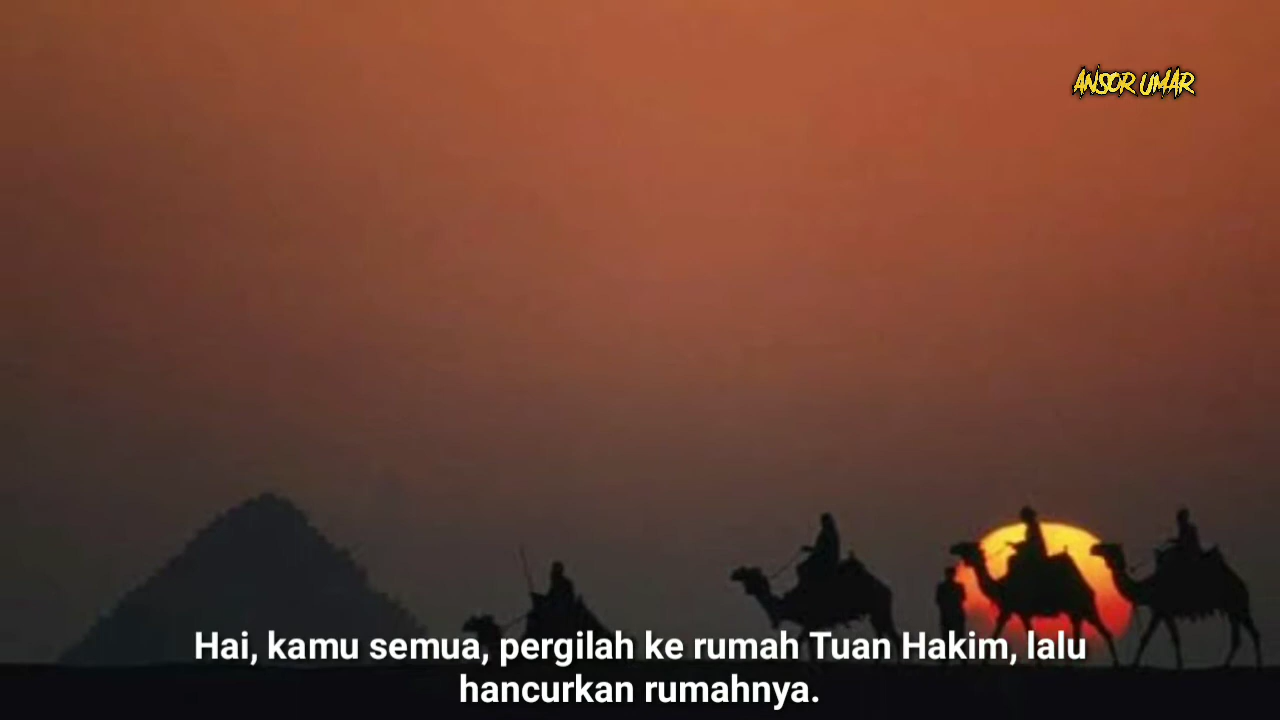 ANSOR UMAR
Hai, kamu semua, pergilah ke rumah Tuan Hakim, lalu
hancurkan rumahnya.